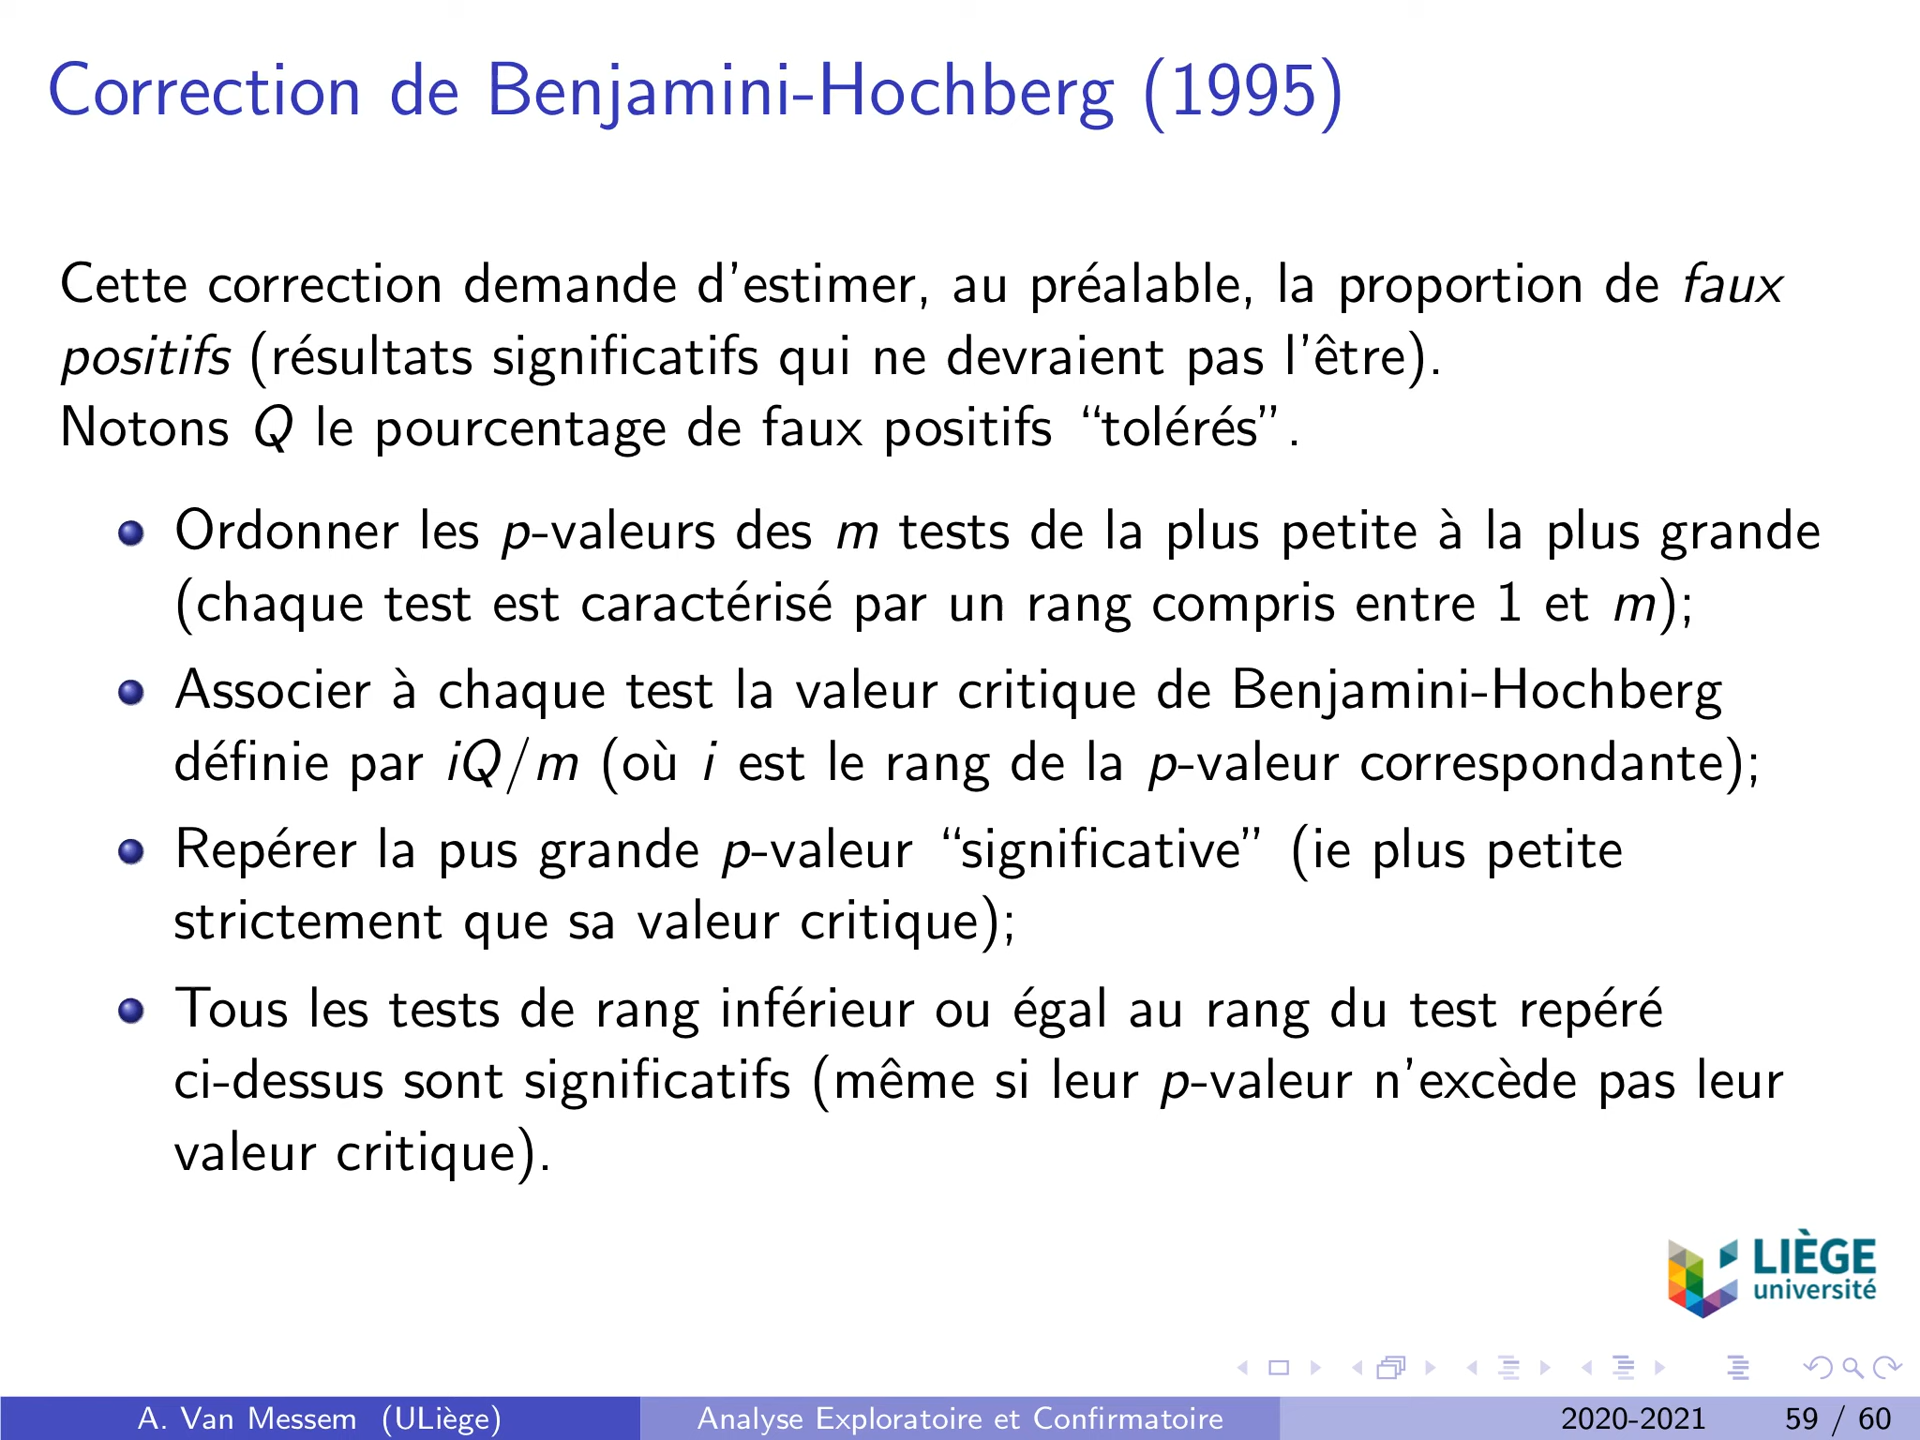 Correction de Benjamini-Hochberg (1995)
Cette correction demande d'estimer, au préalable, la proportion de faux
positifs (résultats significatifs qui ne devraient pas l'être).
Notons Q le pourcentage de faux positifs “tolérés”.
Ordonner les p-valeurs des m tests de la plus petite à la plus grande
(chaque test est caractérisé par un rang compris entre 1 et m);
Associer à chaque test la valeur critique de Benjamini-Hochberg
définie par iQ/m (où i est le rang de la p-valeur correspondante);
Repérer la pus grande p-valeur “significative” (ie plus petite
strictement que sa valeur critique);
Tous les tests de rang inférieur ou égal au rang du test repéré
ci-dessus sont significatifs (même si leur p-valeur n'excède pas leur
valeur critique).
LIÈGE
université
A. Van Messem (ULiège) Analyse Exploratoire et Confirmatoire 2020-2021 59 / 60